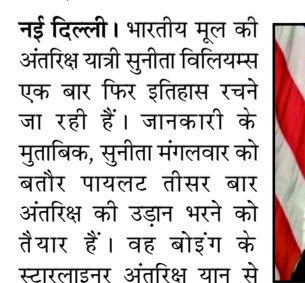 नई दिल्ली। भारतीय मूल की
अंतरिक्ष यात्री सुनीता विलियम्स
एक बार फिर इतिहास रचने
जा रही हैं। जानकारी के
मुताबिक, सुनीता मंगलवार को
बतौर पायलट तीसर बार
अंतरिक्ष की उड़ान भरने को
तैयार हैं। वह बोइंग के
स्टारलाइनर अंतरिक्ष यान से